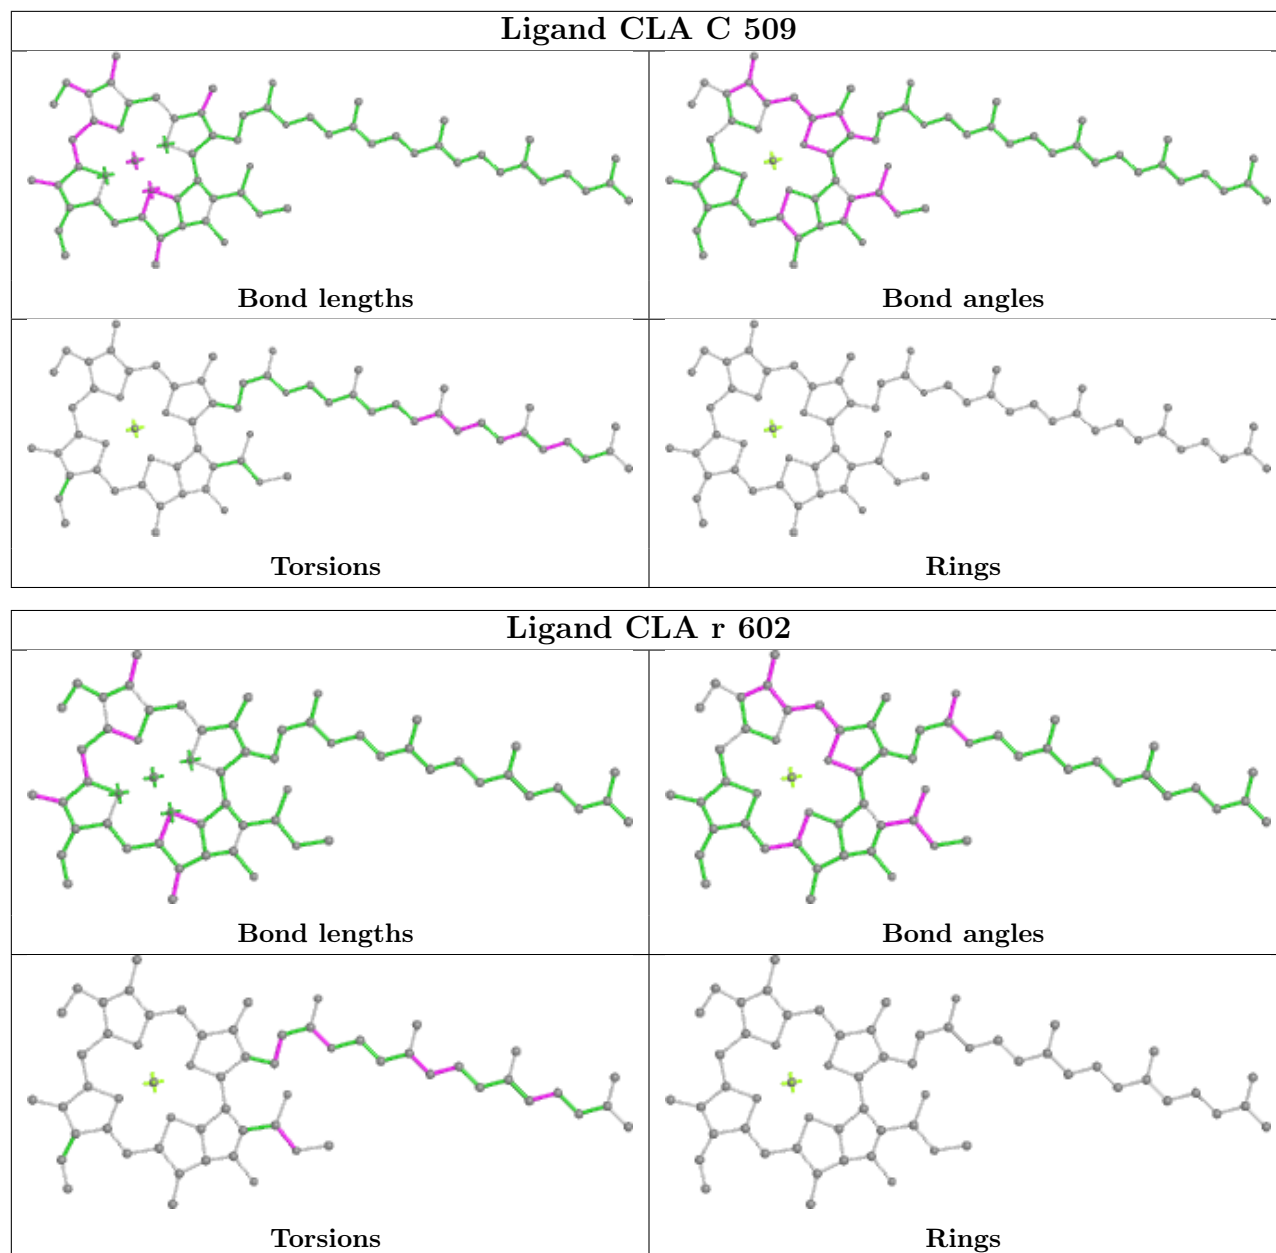 Ligand CLA C 509
Bond lengths
Bond angles
Torsions
Rings
Ligand CLA r 602
Bond lengths
Bond angles
Torsions
Rings